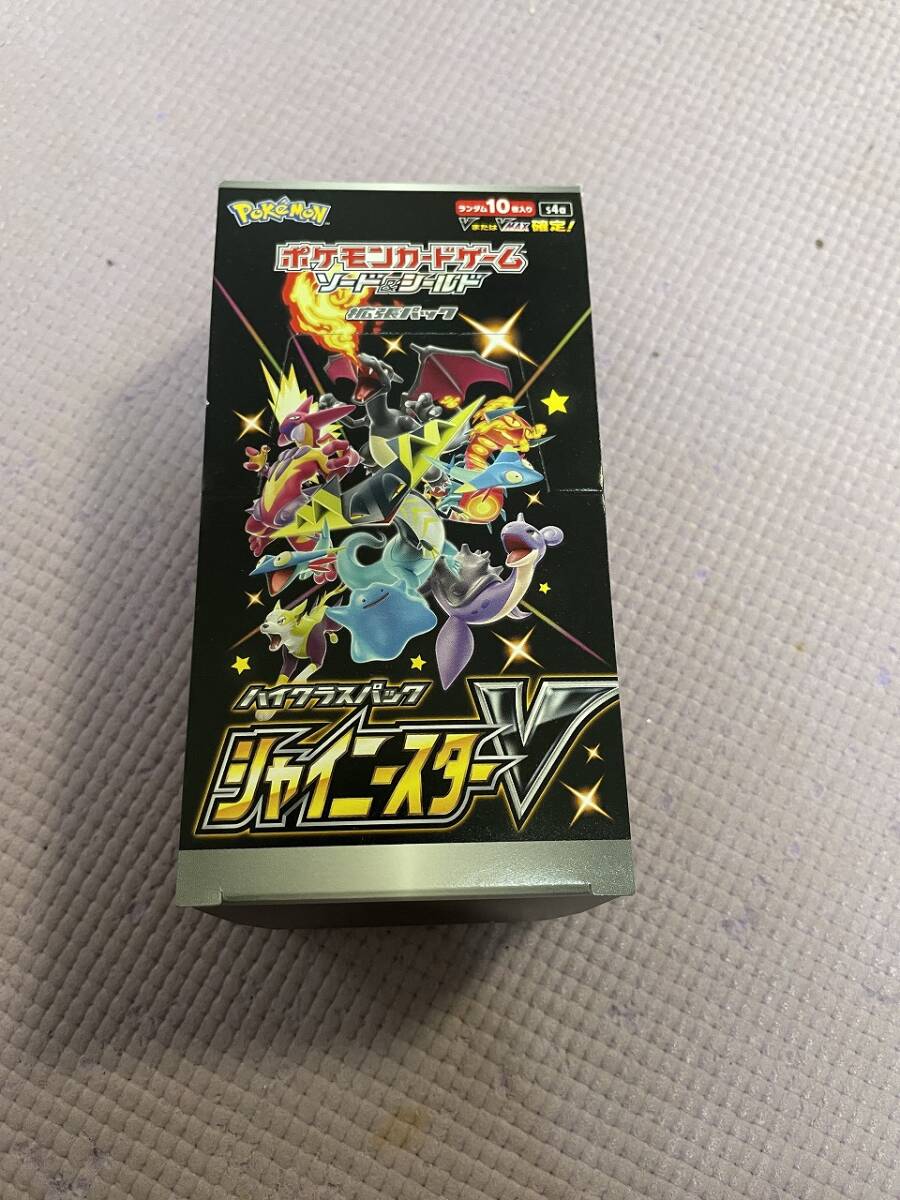 Pokémon
ランダム10枚入り S4a
VまたはVMAX確定!
ポケモンカードゲーム
ソード&シールド
拡張パック
ハイクラスパック
シャイニースターV